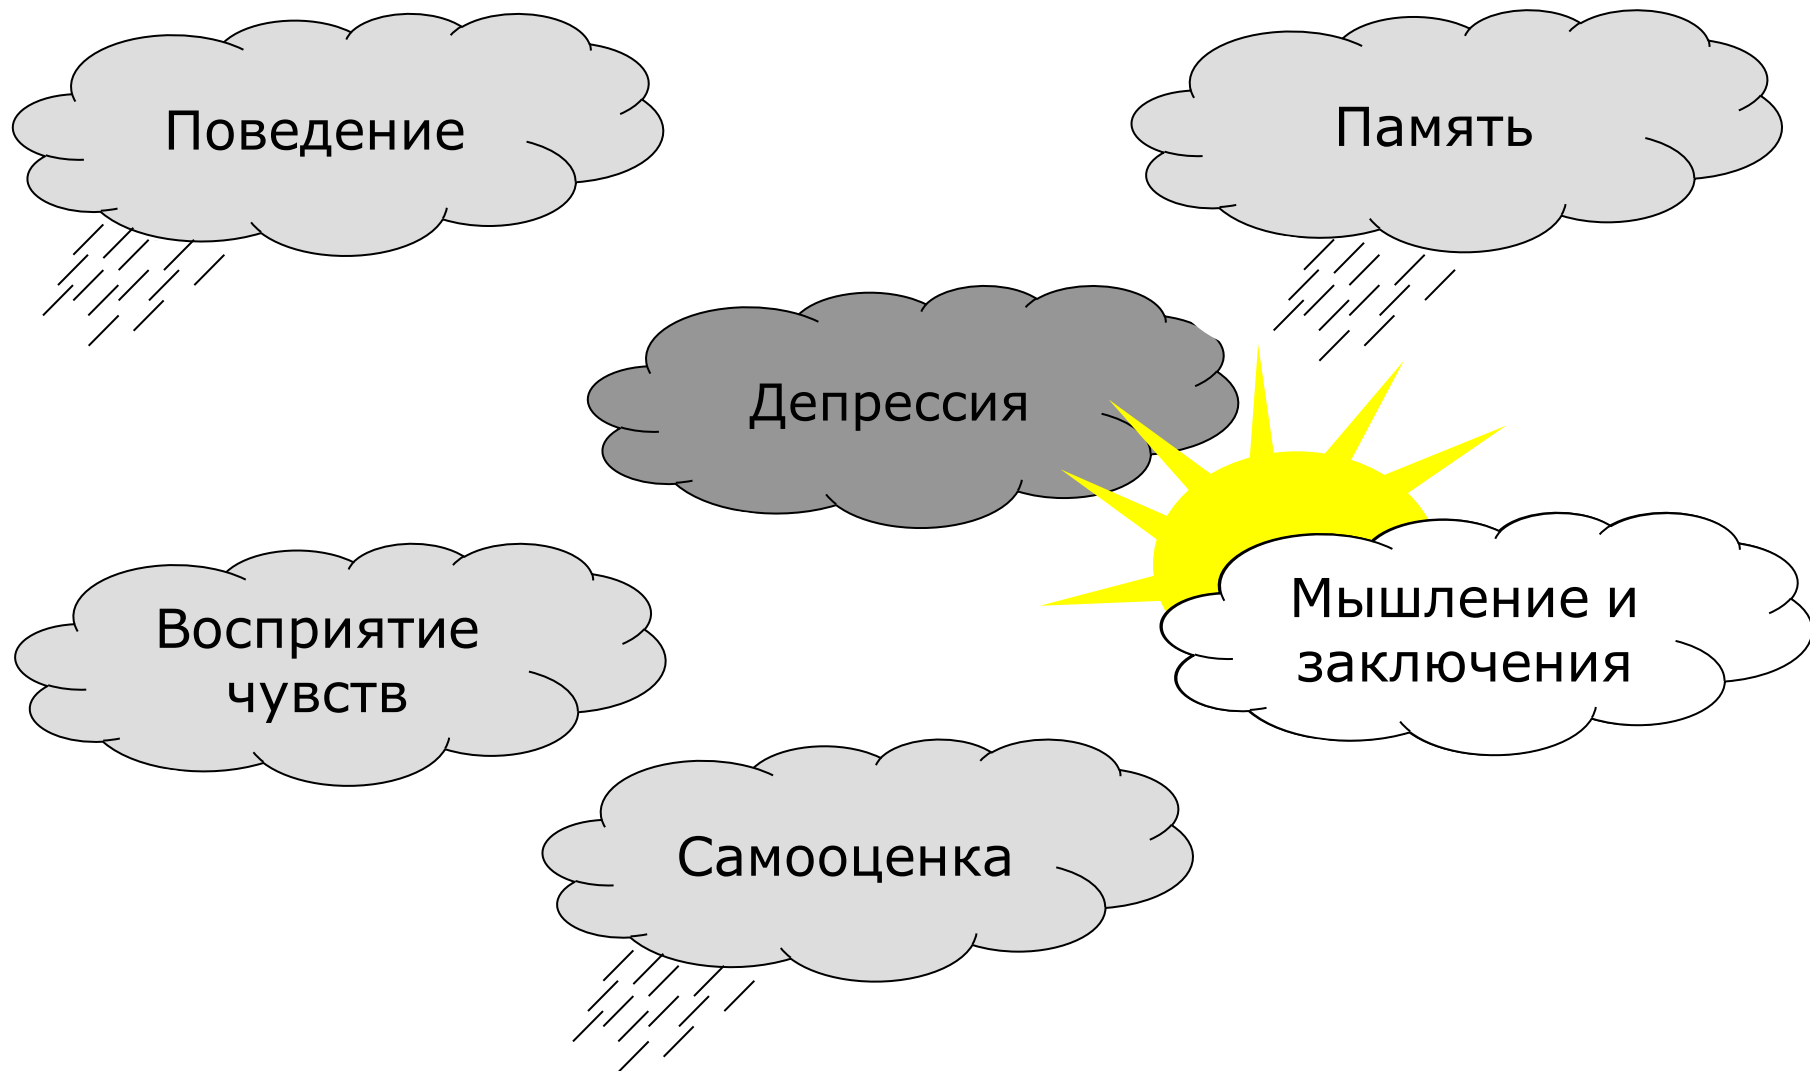 Поведение
Память
Депрессия
Восприятие
чувств
Мышление и
заключения
Самооценка